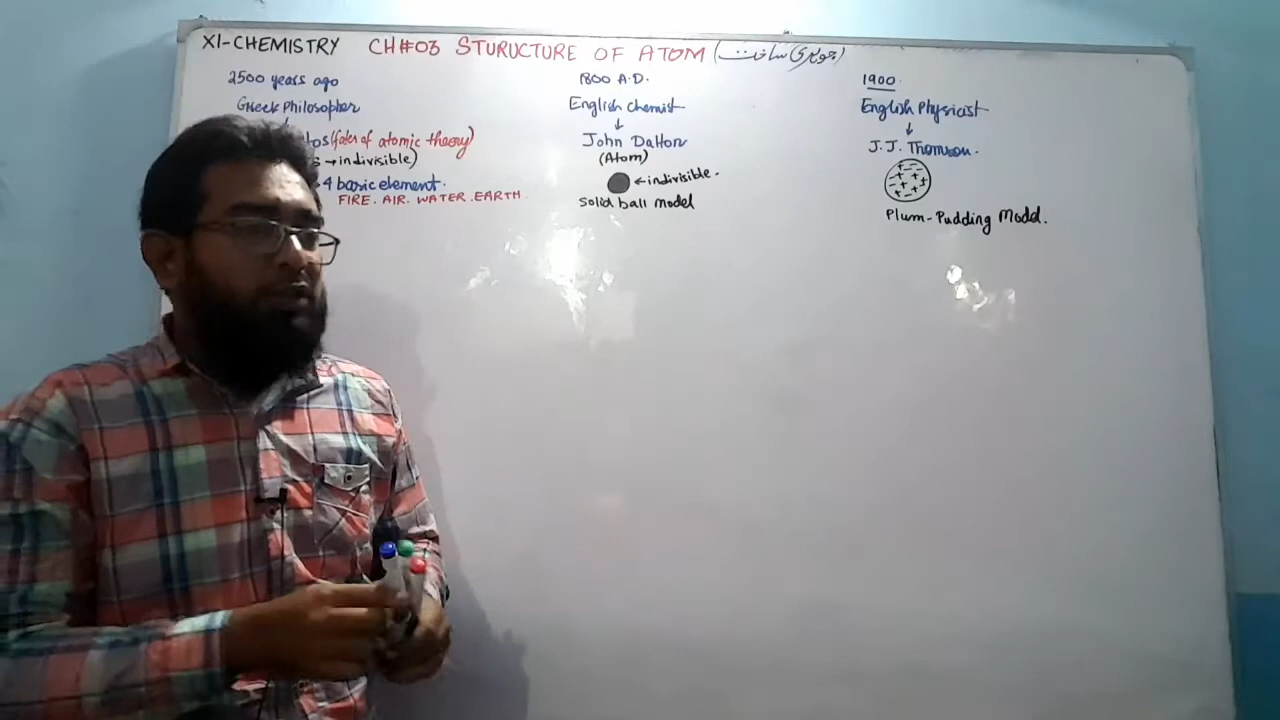 XI-CHEMISTRY CH#03 STURUCTURE OF ATOM (جوہری ساخت)
2500 years ago
Greek Philosopher
tos (fater of atomic theory)
s → indivisible)
4 basic element.
FIRE. AIR. WATER. EARTH.
1800 A.D.
English chemist
↓
John Dalton
(Atom)
← indivisible.
Solid ball model
1900
English Physicist
↓
J.J. Thomson.
Plum-Pudding Model.